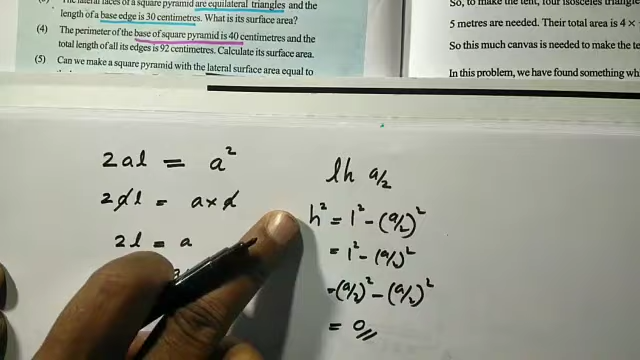 The lateral faces of a square pyramid are equilateral triangles and the
length of a base edge is 30 centimetres. What is its surface area?
(4) The perimeter of the base of square pyramid is 40 centimetres and the
total length of all its edges is 92 centimetres. Calculate its surface area.
(5) Can we make a square pyramid with the lateral surface area equal to
So, to make the tent, four isosceles triangles
5 metres are needed. Their total area is 4 ×
So this much canvas is needed to make the te
In this problem, we have found something wh
2al = a²
2al = a×a
2l = a
lh a/2
h² = l² - (a/2)²
= l² - (a/2)²
= (a/2)² - (a/2)²
= 0